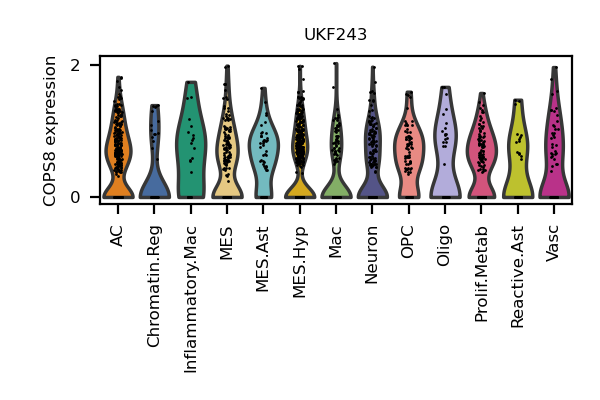 UKF243
COPS8 expression
2
0
AC
Chromatin.Reg
Inflammatory.Mac
MES
MES.Ast
MES.Hyp
Mac
Neuron
OPC
Oligo
Prolif.Metab
Reactive.Ast
Vasc